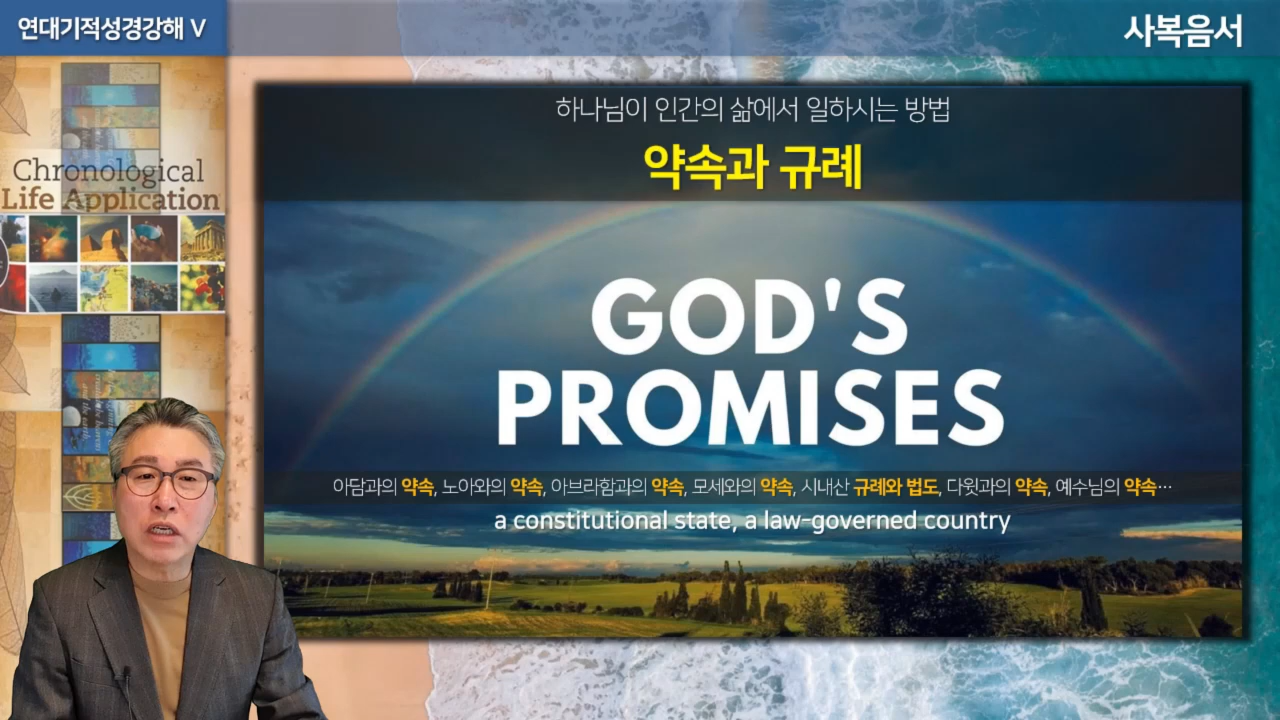 연대기적성경강해 V
사복음서
Chronological
Life Application
하나님이 인간의 삶에서 일하시는 방법
약속과 규례
GOD'S
PROMISES
아담과의 약속, 노아와의 약속, 아브라함과의 약속, 모세와의 약속, 시내산 규례와 법도, 다윗과의 약속, 예수님의 약속…
a constitutional state, a law-governed country